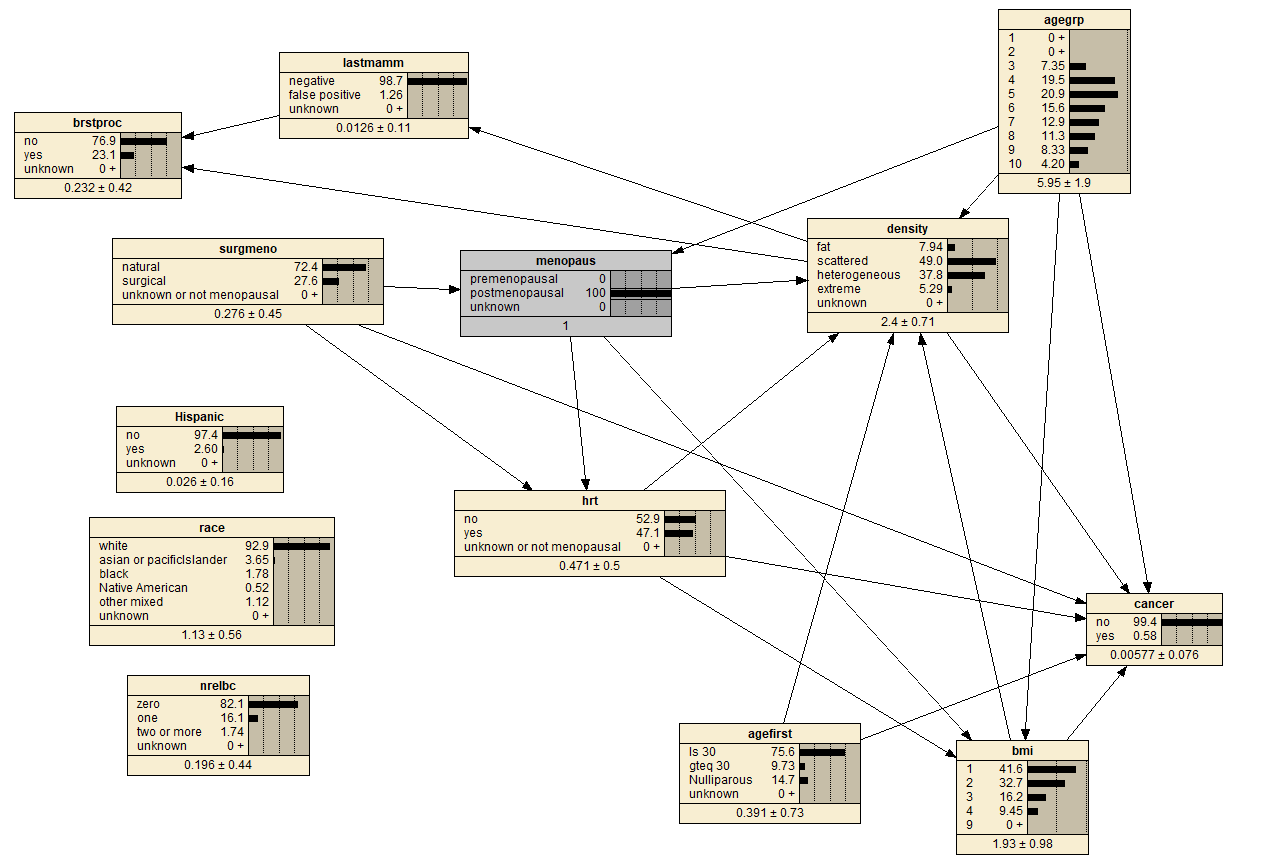 agegrp
1 0 +
2 0 +
3 7.35
4 19.5
5 20.9
6 15.6
7 12.9
8 11.3
9 8.33
10 4.20
5.95 ± 1.9
lastmamm
negative 98.7
false positive 1.26
unknown 0 +
0.0126 ± 0.11
brstproc
no 76.9
yes 23.1
unknown 0 +
0.232 ± 0.42
density
fat 7.94
scattered 49.0
heterogeneous 37.8
extreme 5.29
unknown 0 +
2.4 ± 0.71
surgmeno
natural 72.4
surgical 27.6
unknown or not menopausal 0 +
0.276 ± 0.45
menopaus
premenopausal 0
postmenopausal 100
unknown 0
1
Hispanic
no 97.4
yes 2.60
unknown 0 +
0.026 ± 0.16
hrt
no 52.9
yes 47.1
unknown or not menopausal 0 +
0.471 ± 0.5
race
white 92.9
asian or pacificIslander 3.65
black 1.78
Native American 0.52
other mixed 1.12
unknown 0 +
1.13 ± 0.56
cancer
no 99.4
yes 0.58
0.00577 ± 0.076
nrelbc
zero 82.1
one 16.1
two or more 1.74
unknown 0 +
0.196 ± 0.44
agefirst
ls 30 75.6
gteq 30 9.73
Nulliparous 14.7
unknown 0 +
0.391 ± 0.73
bmi
1 41.6
2 32.7
3 16.2
4 9.45
9 0 +
1.93 ± 0.98